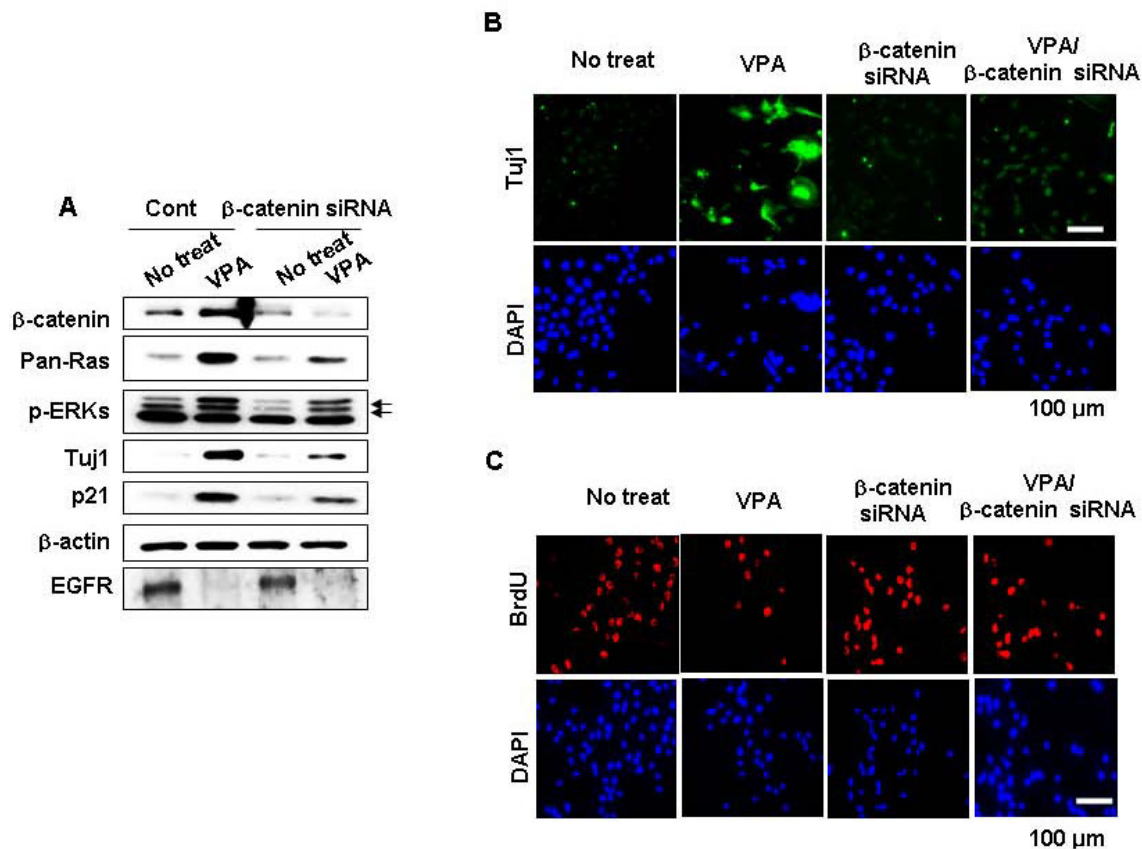 A
Cont β-catenin siRNA
No treat VPA No treat VPA
β-catenin
Pan-Ras
p-ERKs
Tuj1
p21
β-actin
EGFR
B
No treat VPA β-catenin siRNA VPA/ β-catenin siRNA
Tuj1
DAPI
100 μm
C
No treat VPA β-catenin siRNA VPA/ β-catenin siRNA
BrdU
DAPI
100 μm